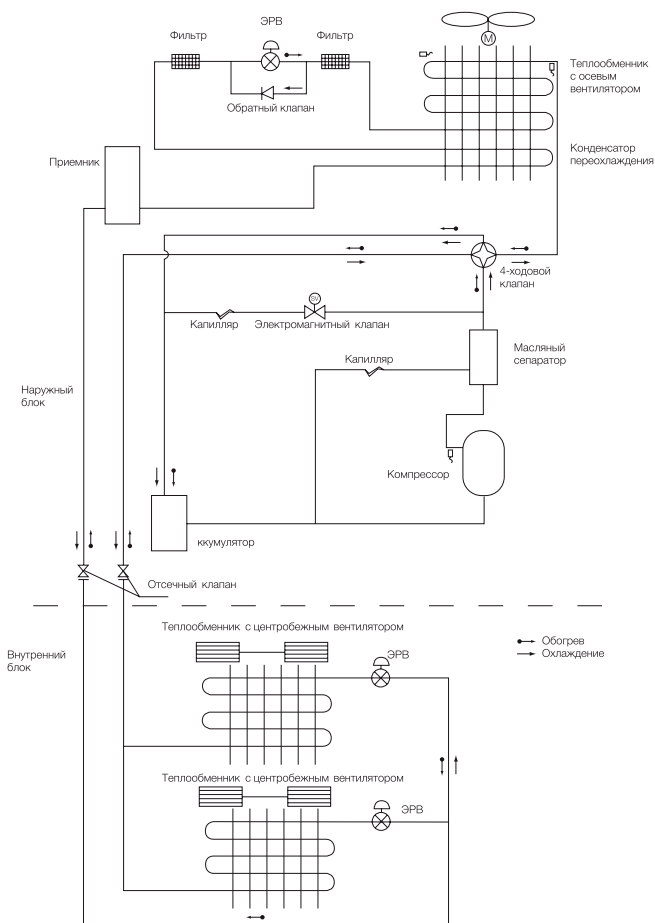 ЭРВ
Фильтр
Фильтр
M
Теплообменник
с осевым
вентилятором
Обратный клапан
Конденсатор
переохлаждения
Приемник
4-ходовой
клапан
SV
Капилляр
Электромагнитный клапан
Масляный
сепаратор
Капилляр
Наружный
блок
Компрессор
ккумулятор
Отсечный клапан
Теплообменник с центробежным вентилятором
Внутренний
блок
ЭРВ
Обогрев
Охлаждение
Теплообменник с центробежным вентилятором
ЭРВ